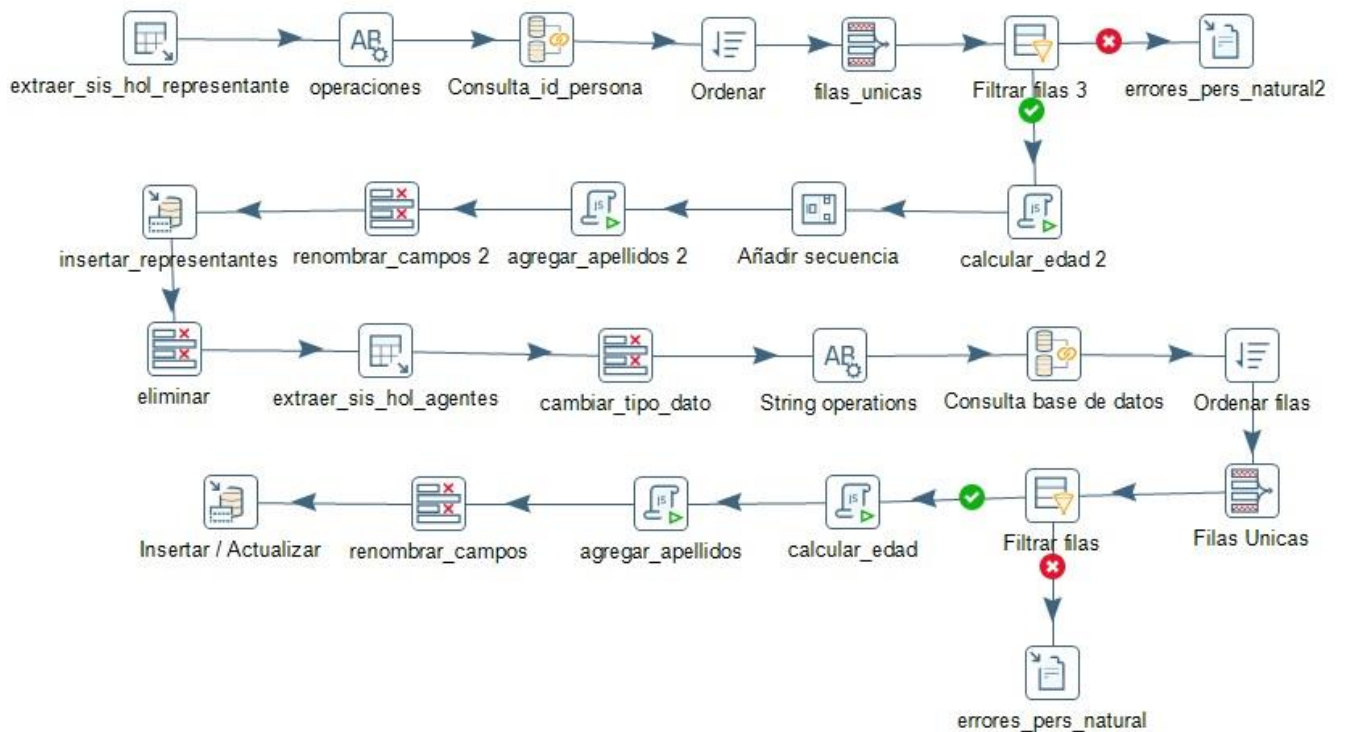 extraer_sis_hol_representante
operaciones
Consulta_id_persona
Ordenar
filas_unicas
Filtrar filas 3
errores_pers_natural2
insertar_representantes
renombrar_campos 2
agregar_apellidos 2
Añadir secuencia
calcular_edad 2
eliminar
extraer_sis_hol_agentes
cambiar_tipo_dato
String operations
Consulta base de datos
Ordenar filas
Insertar / Actualizar
renombrar_campos
agregar_apellidos
calcular_edad
Filtrar filas
Filas Unicas
errores_pers_natural